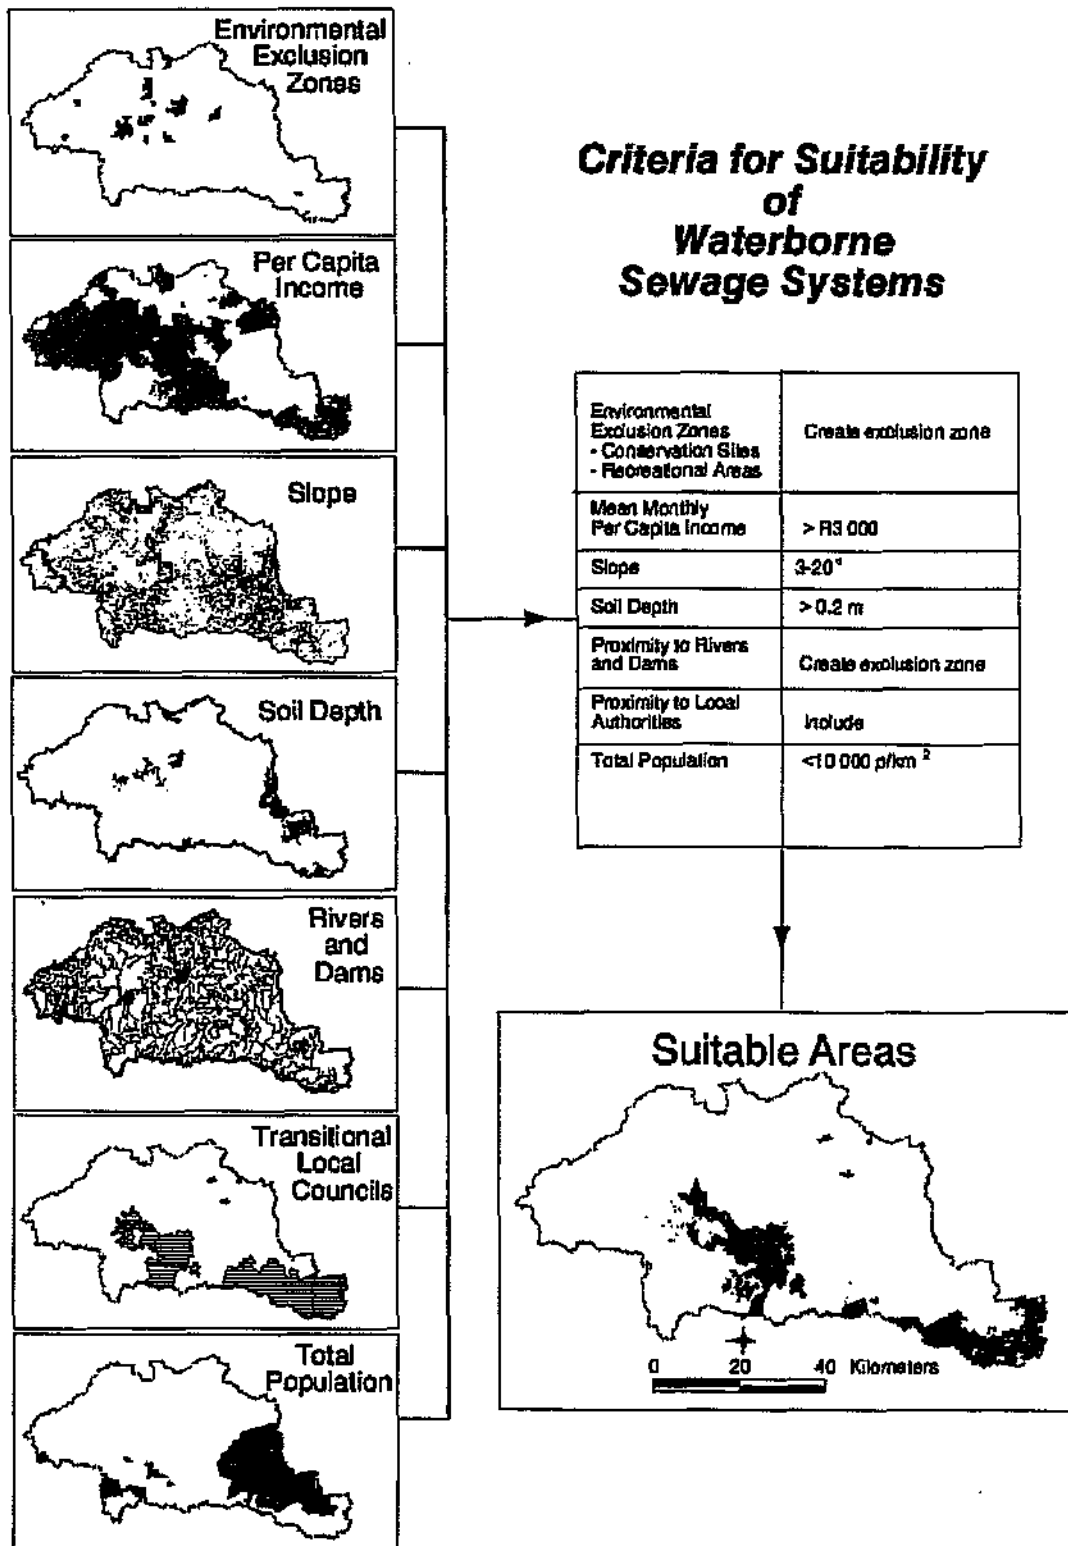 Environmental
Exclusion
Zones
Per Capita
Income
Slope
Soil Depth
Rivers
and
Dams
Transitional
Local
Councils
Total
Population
Criteria for Suitability
of
Waterborne
Sewage Systems
Environmental
Exclusion Zones
- Conservation Sites
- Recreational Areas
Create exclusion zone
Mean Monthly
Per Capita Income
> R3 000
Slope
3-20°
Soil Depth
> 0.2 m
Proximity to Rivers
and Dams
Create exclusion zone
Proximity to Local
Authorities
Include
Total Population
<10 000 p/km 2
Suitable Areas
0 20 40 Kilometers